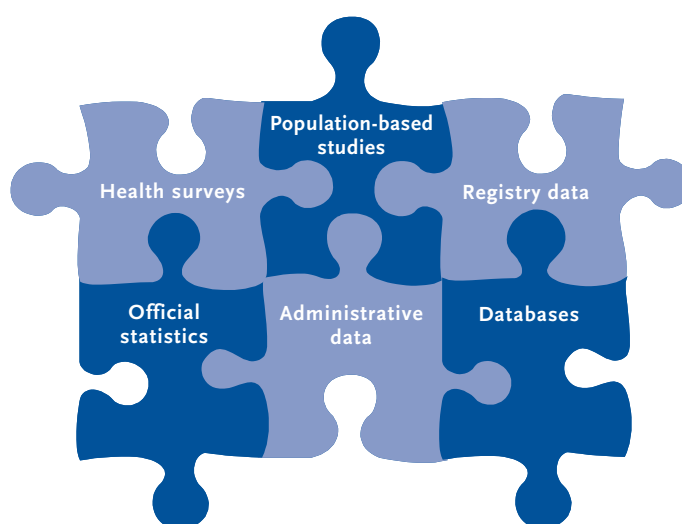 Population-based
studies
Health surveys
Registry data
Official
statistics
Administrative
data
Databases